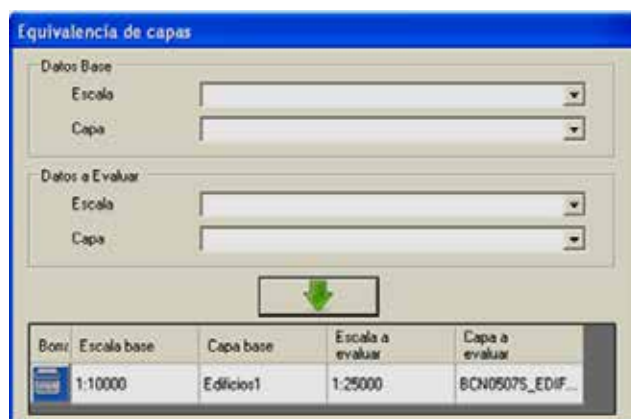 Equivalencia de capas
Datos Base
Escala
Capa
Datos a Evaluar
Escala
Capa
Escala base Capa base Escala a evaluar Capa a evaluar
1:10000 Edificios1 1:25000 BCN0507S_EDIF...